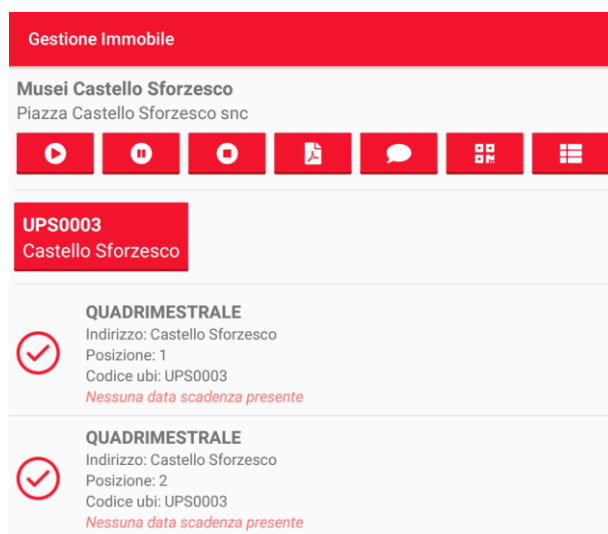 Gestione Immobile
Musei Castello Sforzesco
Piazza Castello Sforzesco snc
UPS0003
Castello Sforzesco
QUADRIMESTRALE
Indirizzo: Castello Sforzesco
Posizione: 1
Codice ubi: UPS0003
Nessuna data scadenza presente
QUADRIMESTRALE
Indirizzo: Castello Sforzesco
Posizione: 2
Codice ubi: UPS0003
Nessuna data scadenza presente